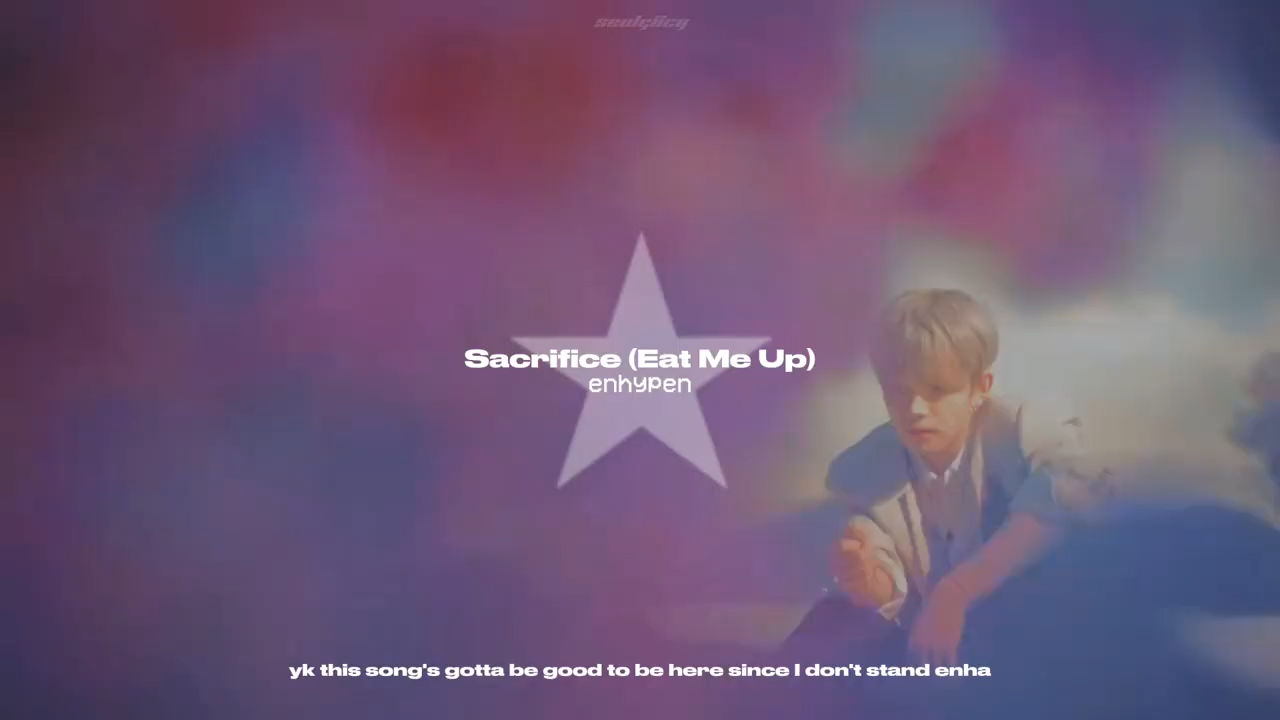 Sacrifice (Eat Me Up)
enhypen
yk this song's gotta be good to be here since I don't stand enha